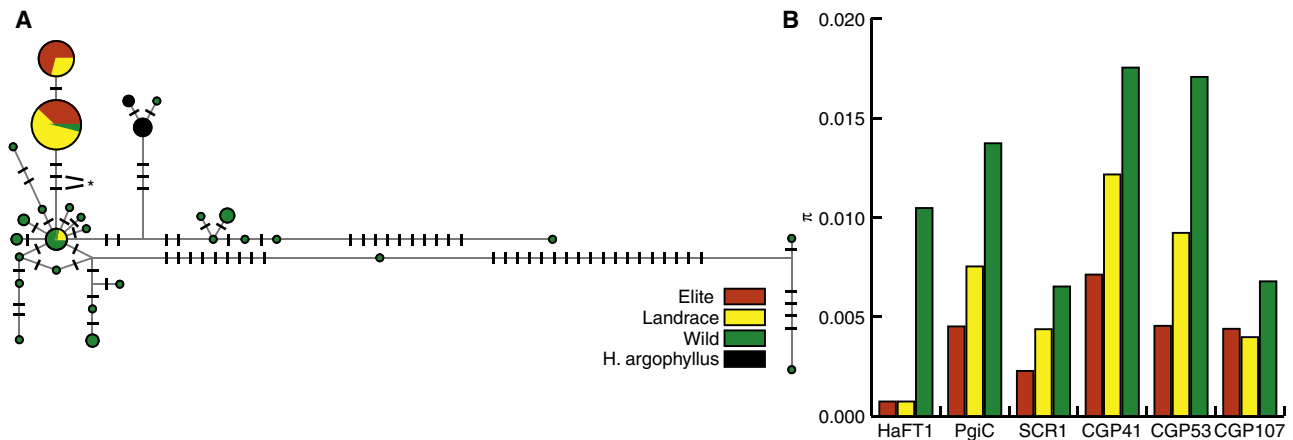 A
*
Elite
Landrace
Wild
H. argophyllus
B
0.020
0.015
0.010
0.005
0.000
π
HaFT1 PgiC SCR1 CGP41 CGP53 CGP107